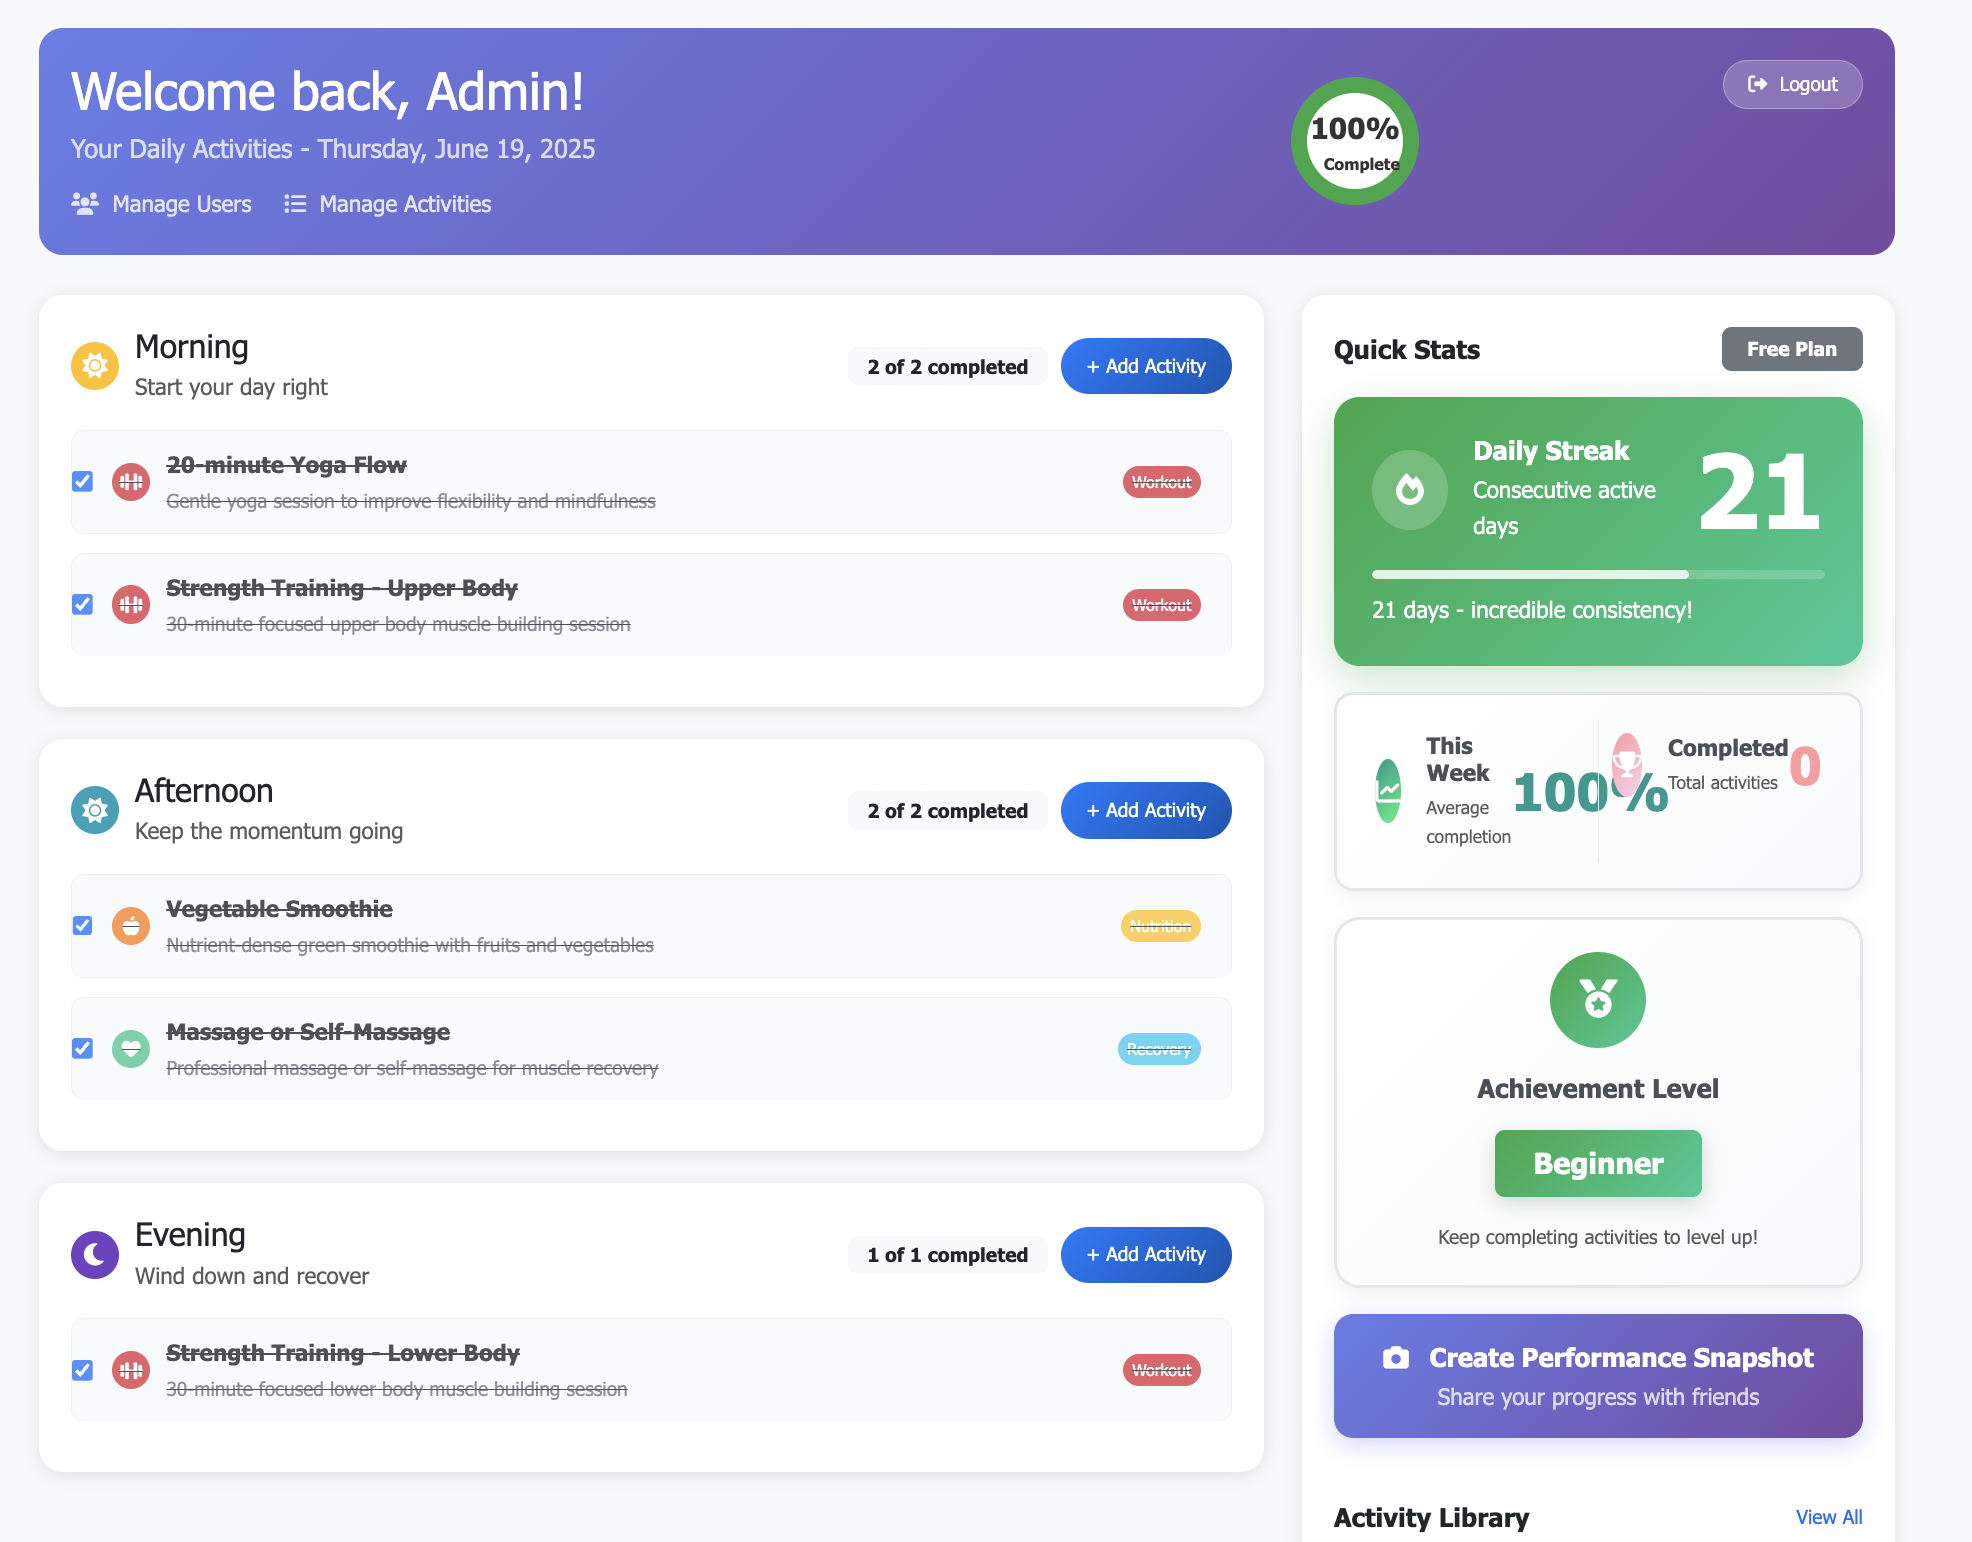 Welcome back, Admin!
Your Daily Activities - Thursday, June 19, 2025
Manage Users
Manage Activities
100%
Complete
Logout
Morning
Start your day right
2 of 2 completed
+ Add Activity
20-minute Yoga Flow
Gentle yoga session to improve flexibility and mindfulness
Workout
Strength Training - Upper Body
30-minute focused upper body muscle building session
Workout
Afternoon
Keep the momentum going
2 of 2 completed
+ Add Activity
Vegetable Smoothie
Nutrient-dense green smoothie with fruits and vegetables
Nutrition
Massage or Self-Massage
Professional massage or self-massage for muscle recovery
Recovery
Evening
Wind down and recover
1 of 1 completed
+ Add Activity
Strength Training - Lower Body
30-minute focused lower body muscle building session
Workout
Quick Stats
Free Plan
Daily Streak
Consecutive active
days
21
21 days - incredible consistency!
This
Week
Average
completion
100%
Completed
Total activities
0
Achievement Level
Beginner
Keep completing activities to level up!
Create Performance Snapshot
Share your progress with friends
Activity Library
View All